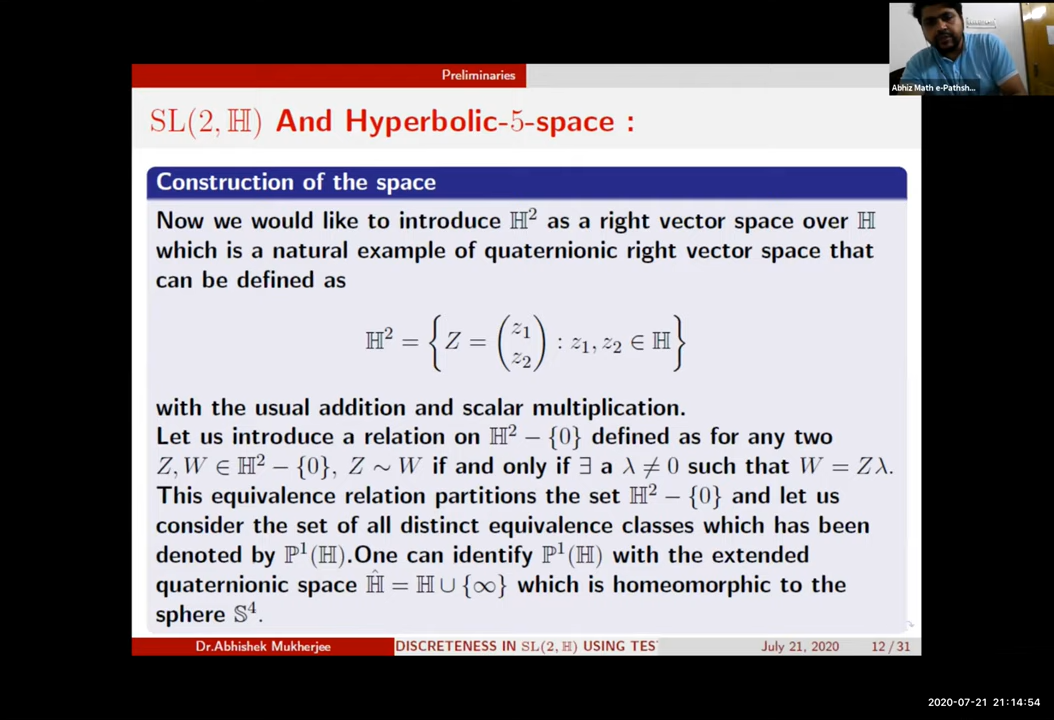 Preliminaries
Abhiz Math e-Pathsh...
SL(2, ℍ) And Hyperbolic-5-space :
Construction of the space
Now we would like to introduce ℍ² as a right vector space over ℍ
which is a natural example of quaternionic right vector space that
can be defined as
ℍ² = { Z = ( z₁ z₂ ) : z₁, z₂ ∈ ℍ }
with the usual addition and scalar multiplication.
Let us introduce a relation on ℍ² − {0} defined as for any two
Z, W ∈ ℍ² − {0}, Z ∼ W if and only if ∃ a λ ≠ 0 such that W = Zλ.
This equivalence relation partitions the set ℍ² − {0} and let us
consider the set of all distinct equivalence classes which has been
denoted by ℙ¹(ℍ).One can identify ℙ¹(ℍ) with the extended
quaternionic space ℍ̂ = ℍ ∪ {∞} which is homeomorphic to the
sphere 𝕊⁴.
Dr.Abhishek Mukherjee DISCRETENESS IN SL(2, ℍ) USING TES July 21, 2020 12 / 31
2020-07-21 21:14:54